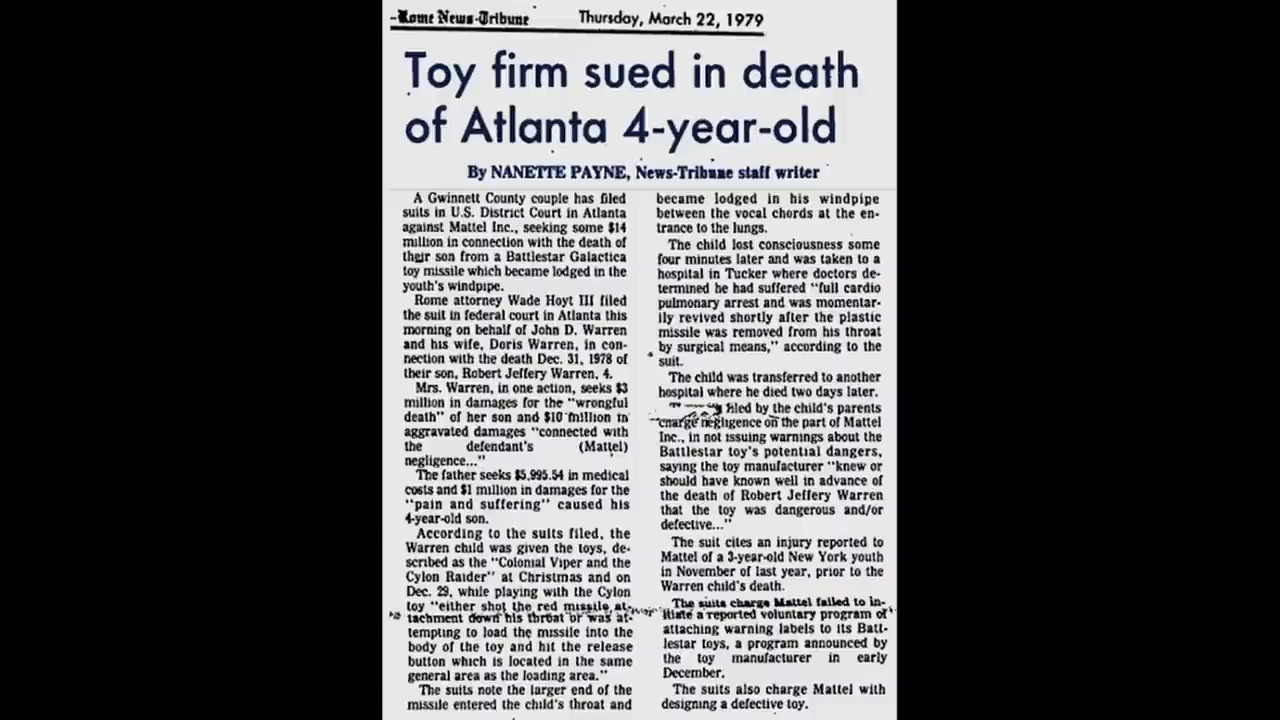 -Rome News-Tribune
Thursday, March 22, 1979
Toy firm sued in death
of Atlanta 4-year-old
By NANETTE PAYNE, News-Tribune staff writer
A Gwinnett County couple has filed
suits in U.S. District Court in Atlanta
against Mattel Inc., seeking some $14
million in connection with the death of
their son from a Battlestar Galactica
toy missile which became lodged in the
youth's windpipe.
Rome attorney Wade Hoyt III filed
the suit in federal court in Atlanta this
morning on behalf of John D. Warren
and his wife, Doris Warren, in con-
nection with the death Dec. 31, 1978 of
their son, Robert Jeffery Warren, 4.
Mrs. Warren, in one action, seeks $3
million in damages for the "wrongful
death" of her son and $10 million in
aggravated damages "connected with
the defendant's (Mattel)
negligence..."
The father seeks $5,995.54 in medical
costs and $1 million in damages for the
"pain and suffering" caused his
4-year-old son.
According to the suits filed, the
Warren child was given the toys, de-
scribed as the "Colonial Viper and the
Cylon Raider" at Christmas and on
Dec. 29, while playing with the Cylon
toy "either shot the red missile at-
tachment down his throat or was at-
tempting to load the missile into the
body of the toy and hit the release
button which is located in the same
general area as the loading area."
The suits note the larger end of the
missile entered the child's throat and
became lodged in his windpipe
between the vocal chords at the en-
trance to the lungs.
The child lost consciousness some
four minutes later and was taken to a
hospital in Tucker where doctors de-
termined he had suffered "full cardio
pulmonary arrest and was momentar-
ily revived shortly after the plastic
missile was removed from his throat
by surgical means," according to the
suit.
The child was transferred to another
hospital where he died two days later.
filed by the child's parents
charge negligence on the part of Mattel
Inc., in not issuing warnings about the
Battlestar toy's potential dangers,
saying the toy manufacturer "knew or
should have known well in advance of
the death of Robert Jeffery Warren
that the toy was dangerous and/or
defective..."
The suit cites an injury reported to
Mattel of a 3-year-old New York youth
in November of last year, prior to the
Warren child's death.
The suits charge Mattel failed to in-
itiate a reported voluntary program of
attaching warning labels to its Batt-
lestar toys, a program announced by
the toy manufacturer in early
December.
The suits also charge Mattel with
designing a defective toy.